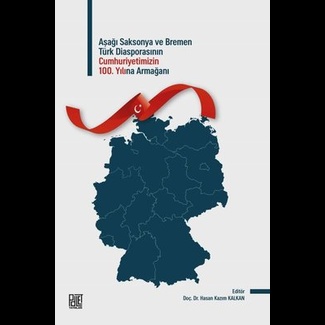 Aşağı Saksonya ve Bremen
Türk Diasporasının
Cumhuriyetimizin
100. Yılına Armağanı
Editör
Doç. Dr. Hasan Kazım KALKAN